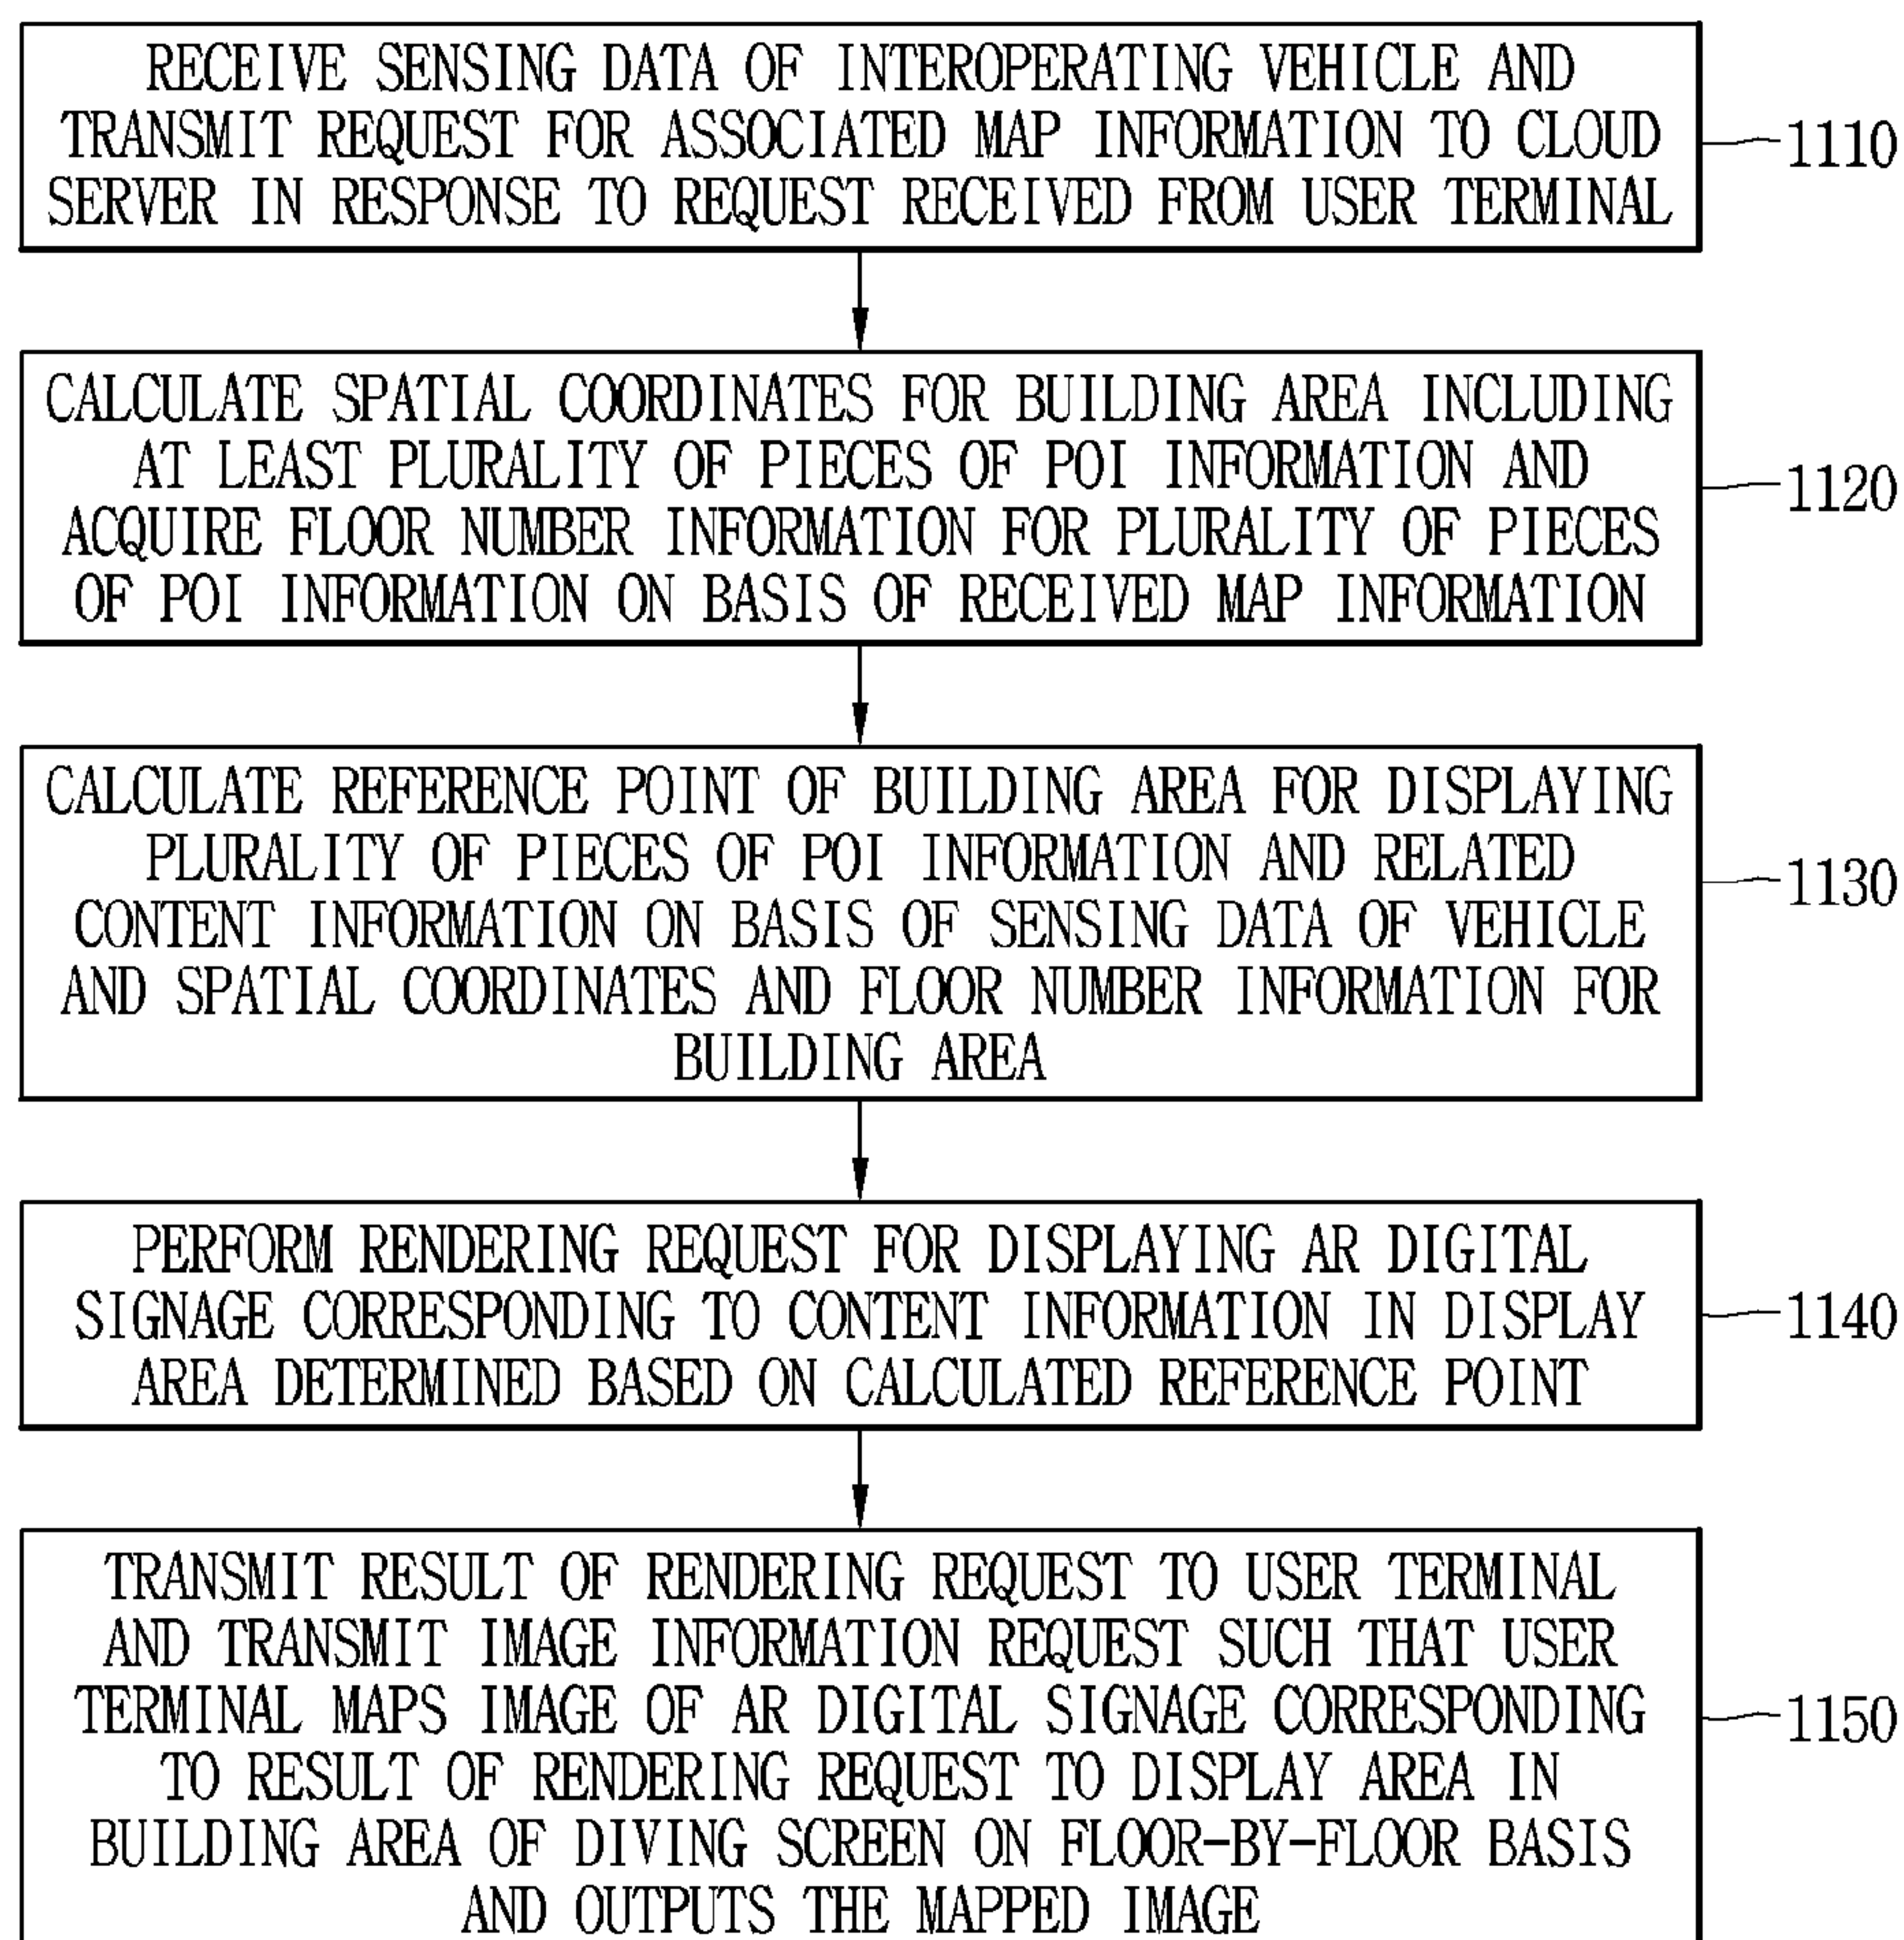 RECEIVE SENSING DATA OF INTEROPERATING VEHICLE AND
TRANSMIT REQUEST FOR ASSOCIATED MAP INFORMATION TO CLOUD
SERVER IN RESPONSE TO REQUEST RECEIVED FROM USER TERMINAL
1110
CALCULATE SPATIAL COORDINATES FOR BUILDING AREA INCLUDING
AT LEAST PLURALITY OF PIECES OF POI INFORMATION AND
ACQUIRE FLOOR NUMBER INFORMATION FOR PLURALITY OF PIECES
OF POI INFORMATION ON BASIS OF RECEIVED MAP INFORMATION
1120
CALCULATE REFERENCE POINT OF BUILDING AREA FOR DISPLAYING
PLURALITY OF PIECES OF POI INFORMATION AND RELATED
CONTENT INFORMATION ON BASIS OF SENSING DATA OF VEHICLE
AND SPATIAL COORDINATES AND FLOOR NUMBER INFORMATION FOR
BUILDING AREA
1130
PERFORM RENDERING REQUEST FOR DISPLAYING AR DIGITAL
SIGNAGE CORRESPONDING TO CONTENT INFORMATION IN DISPLAY
AREA DETERMINED BASED ON CALCULATED REFERENCE POINT
1140
TRANSMIT RESULT OF RENDERING REQUEST TO USER TERMINAL
AND TRANSMIT IMAGE INFORMATION REQUEST SUCH THAT USER
TERMINAL MAPS IMAGE OF AR DIGITAL SIGNAGE CORRESPONDING
TO RESULT OF RENDERING REQUEST TO DISPLAY AREA IN
BUILDING AREA OF DIVING SCREEN ON FLOOR-BY-FLOOR BASIS
AND OUTPUTS THE MAPPED IMAGE
1150